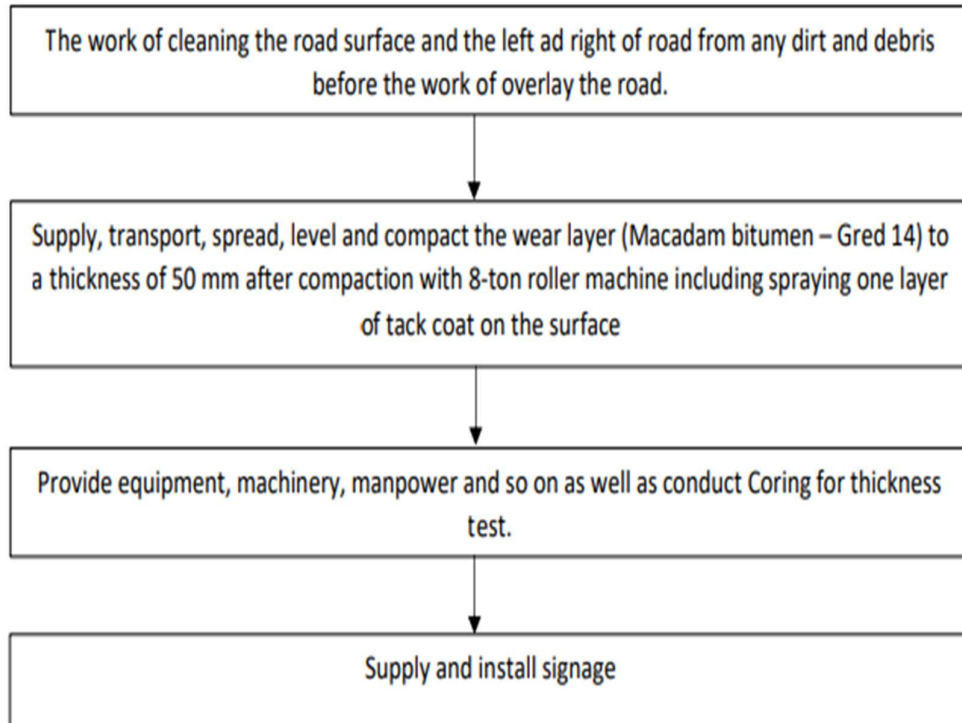 The work of cleaning the road surface and the left ad right of road from any dirt and debris
before the work of overlay the road.
Supply, transport, spread, level and compact the wear layer (Macadam bitumen – Gred 14) to
a thickness of 50 mm after compaction with 8-ton roller machine including spraying one layer
of tack coat on the surface
Provide equipment, machinery, manpower and so on as well as conduct Coring for thickness
test.
Supply and install signage